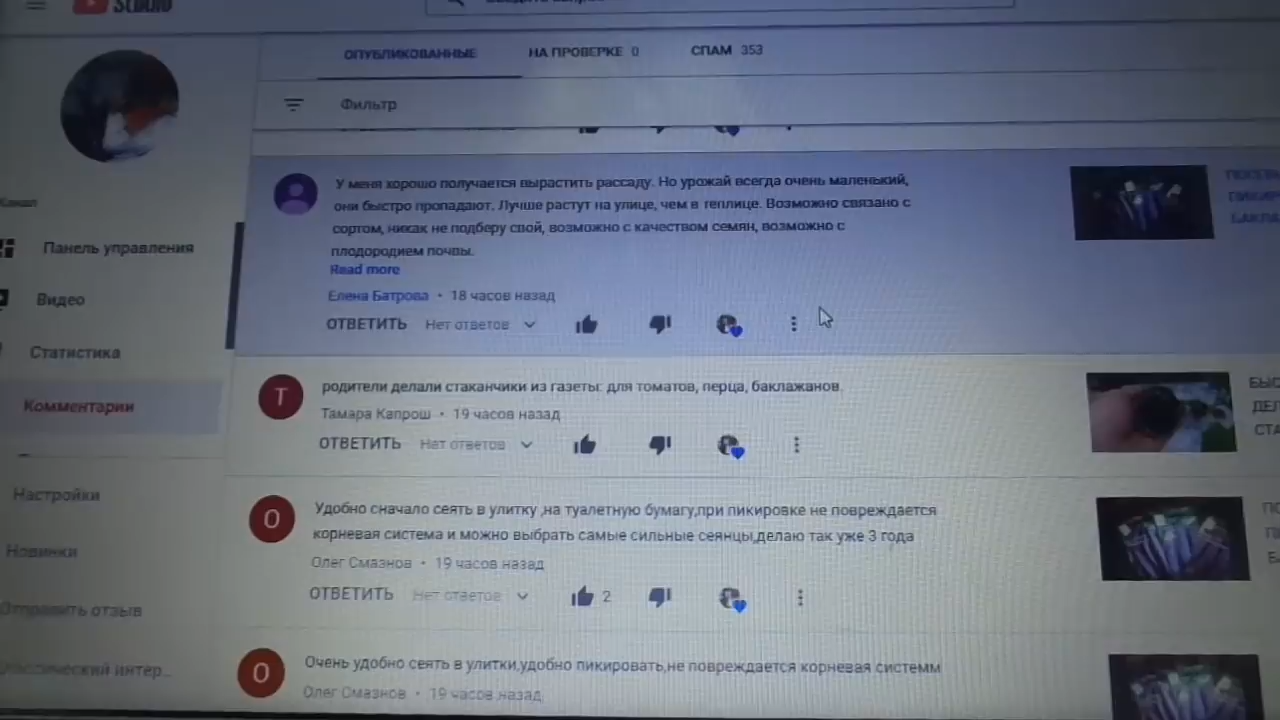 STUDIO
ОПУБЛИКОВАННЫЕ
НА ПРОВЕРКЕ 0
СПАМ 353
Фильтр
Канал
Панель управления
Видео
Статистика
Комментарии
Настройки
Новинки
Отправить отзыв
У меня хорошо получается вырастить рассаду. Но урожай всегда очень маленький,
они быстро пропадают. Лучше растут на улице, чем в теплице. Возможно связано с
сортом, никак не подберу свой, возможно с качеством семян, возможно с
плодородием почвы.
Read more
Елена Батрова • 18 часов назад
ОТВЕТИТЬ Нет ответов
Т
родители делали стаканчики из газеты: для томатов, перца, баклажанов.
Тамара Капрош • 19 часов назад
ОТВЕТИТЬ Нет ответов
О
Удобно сначало сеять в улитку ,на туалетную бумагу,при пикировке не повреждается
корневая система и можно выбрать самые сильные сеянцы,делаю так уже 3 года
Олег Смазнов • 19 часов назад
ОТВЕТИТЬ Нет ответов 2
О
Очень удобно сеять в улитки,удобно пикировать,не повреждается корневая системм
Олег Смазнов • 19 часов назад